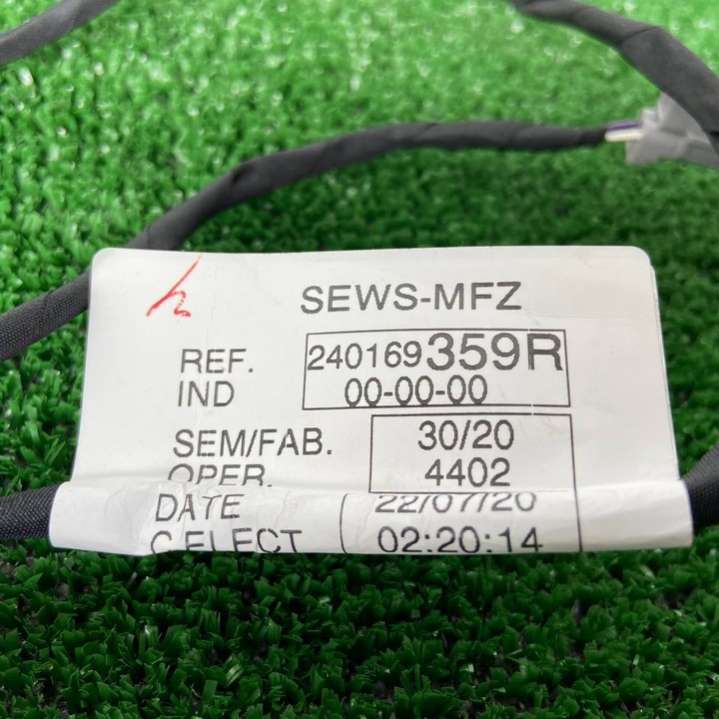 SEWS-MFZ
REF. 240169359R
IND 00-00-00
SEM/FAB. 30/20
OPER. 4402
DATE 22/07/20
C.ELECT 02:20:14